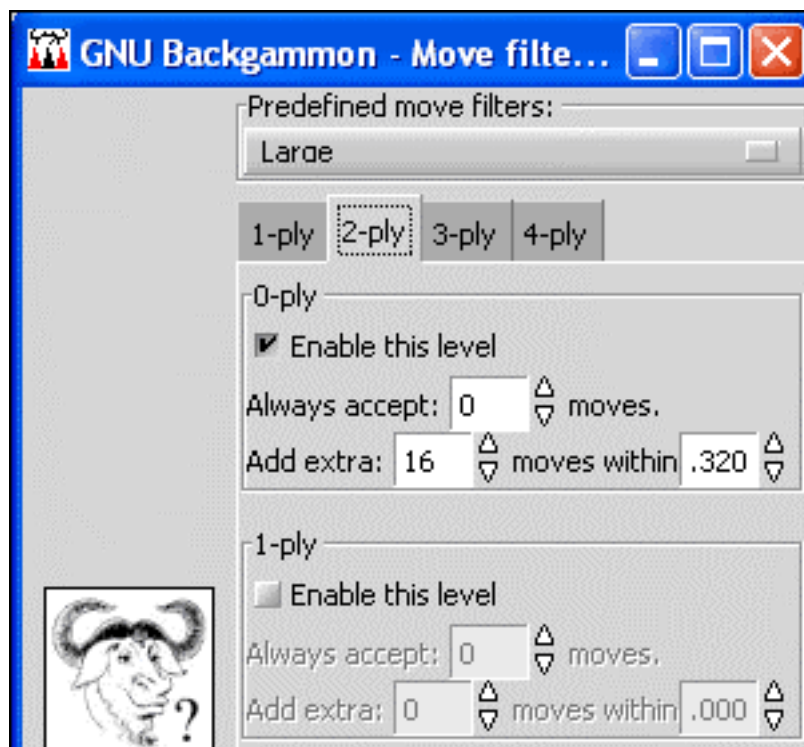 GNU Backgammon - Move filte...
Predefined move filters:
Large
1-ply 2-ply 3-ply 4-ply
0-ply
Enable this level
Always accept: 0 moves.
Add extra: 16 moves within .320
1-ply
Enable this level
Always accept: 0 moves.
Add extra: 0 moves within .000
?